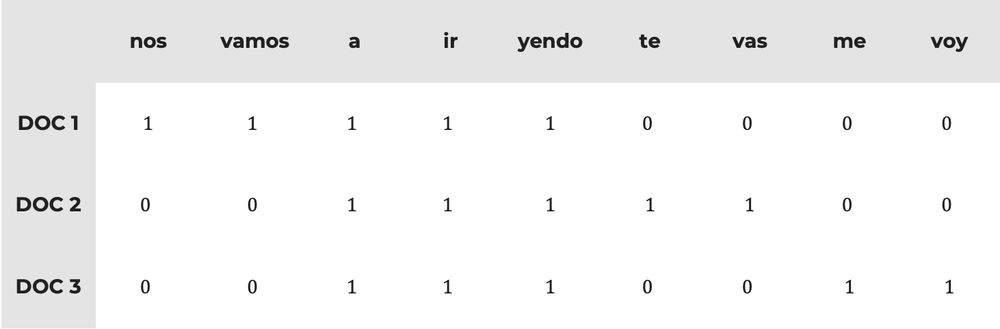 nos vamos a ir yendo te vas me voy
DOC 1 1 1 1 1 1 0 0 0 0
DOC 2 0 0 1 1 1 1 1 0 0
DOC 3 0 0 1 1 1 0 0 1 1